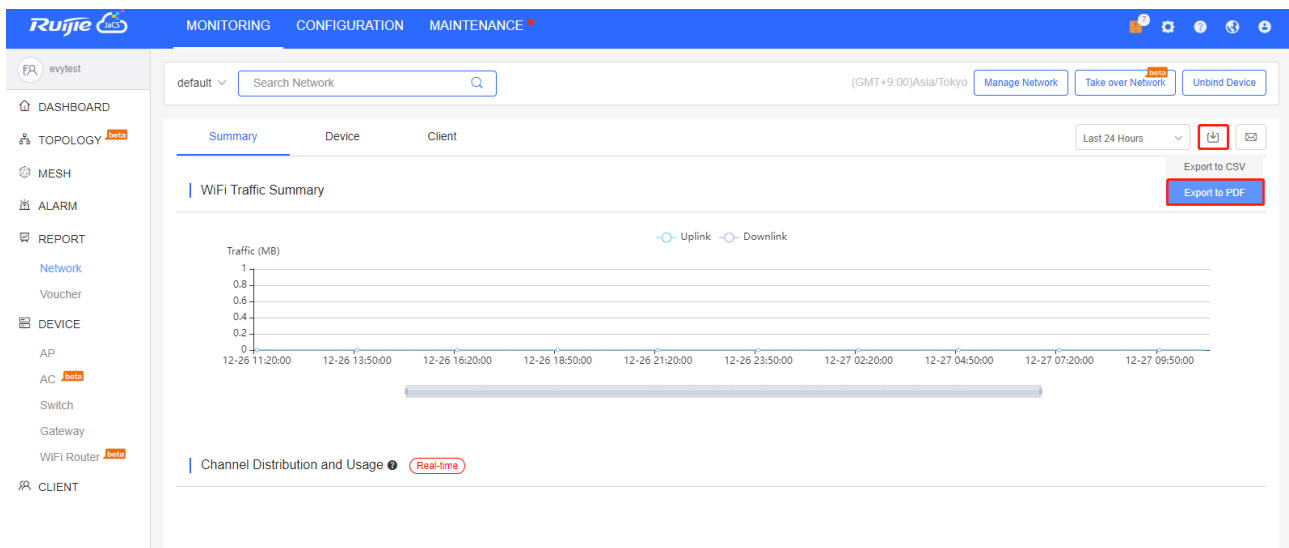 Ruijie JaCS MONITORING CONFIGURATION MAINTENANCE 7
evytest
default Search Network (GMT+9:00)Asia/Tokyo Manage Network Take over Network beta Unbind Device
DASHBOARD
TOPOLOGY beta
MESH
ALARM
REPORT
Network
Voucher
DEVICE
AP
AC beta
Switch
Gateway
WiFi Router beta
CLIENT
Summary Device Client Last 24 Hours
Export to CSV
Export to PDF
WiFi Traffic Summary
Uplink Downlink
Traffic (MB)
1
0.8
0.6
0.4
0.2
0
12-26 11:20:00 12-26 13:50:00 12-26 16:20:00 12-26 18:50:00 12-26 21:20:00 12-26 23:50:00 12-27 02:20:00 12-27 04:50:00 12-27 07:20:00 12-27 09:50:00
Channel Distribution and Usage ? Real-time